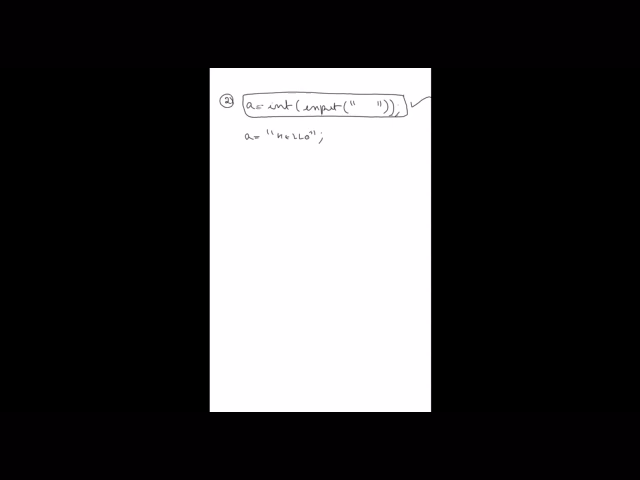 ② a= int(input(" "));
a= "HELLO";